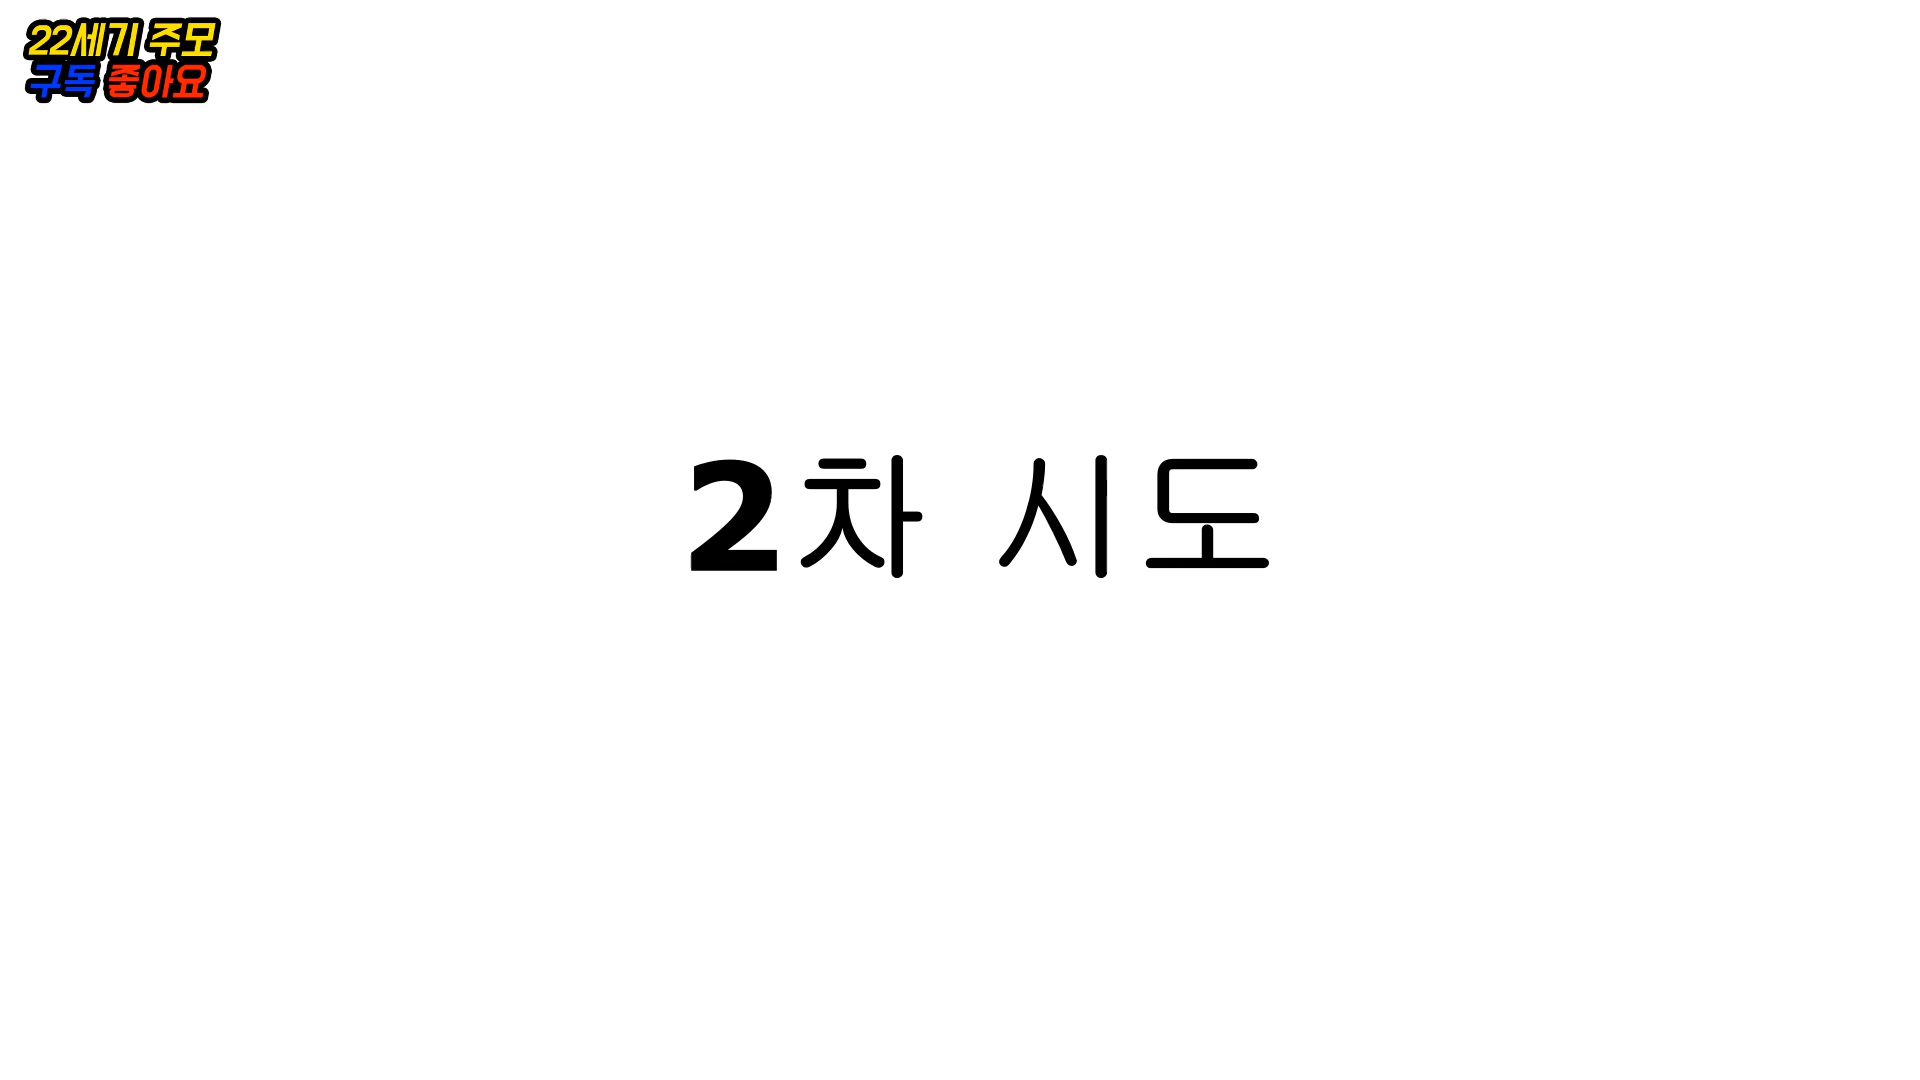 22세기 주모
구독 좋아요
2차 시도